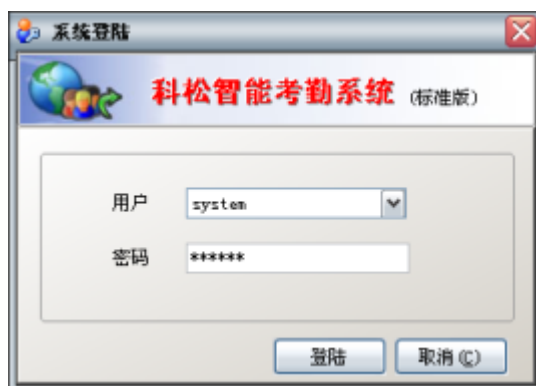 系统登陆
科松智能考勤系统 (标准版)
用户 system
密码 ******
登陆 取消(C)